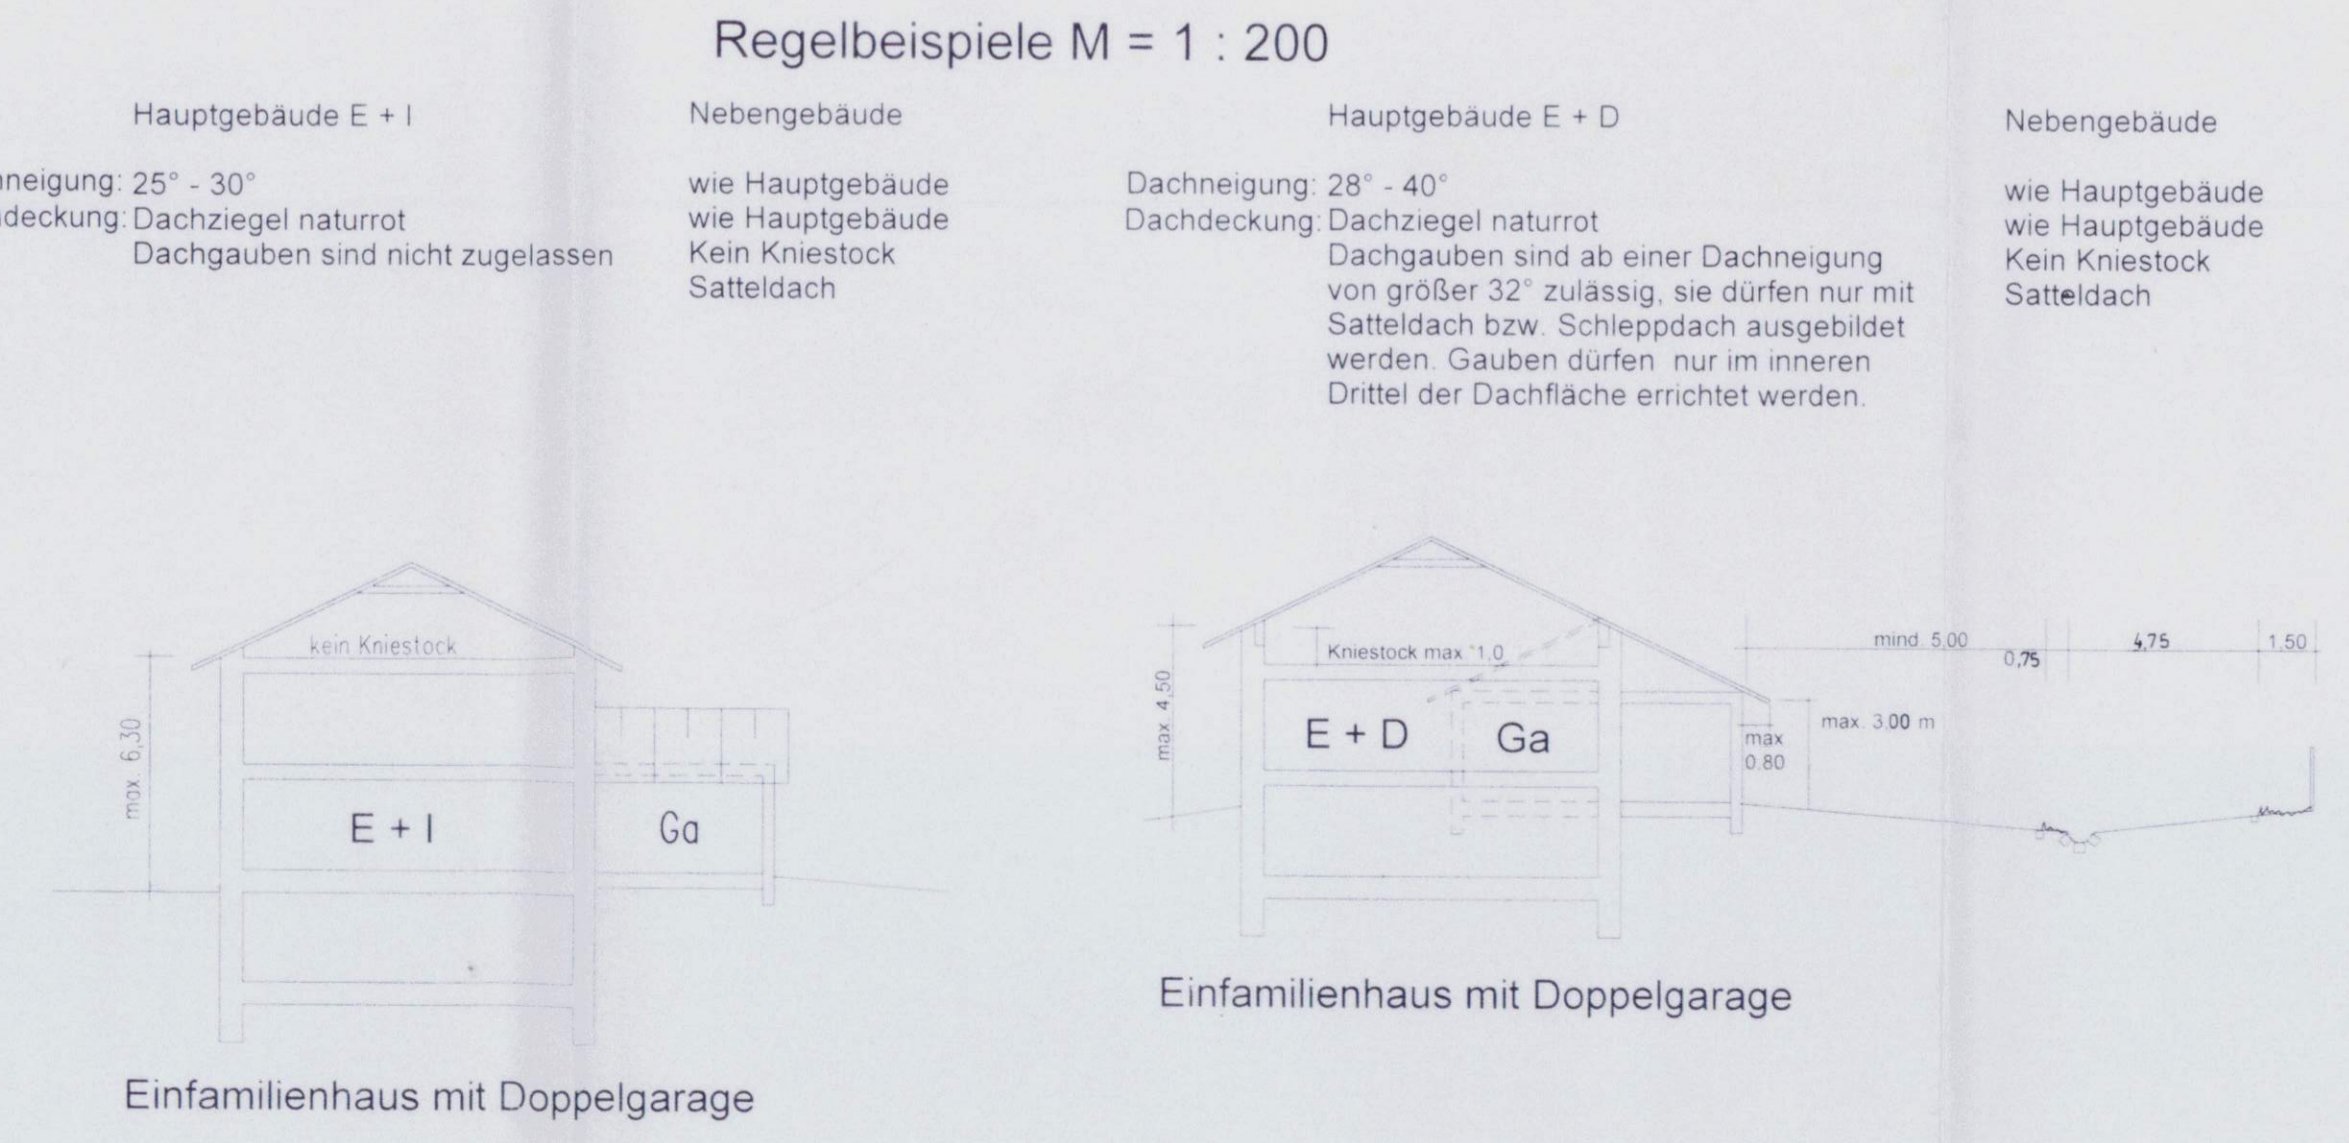 Regelbeispiele M = 1 : 200
Hauptgebäude E + I
neigung: 25° - 30°
deckung: Dachziegel naturrot
Dachgauben sind nicht zugelassen
Nebengebäude
wie Hauptgebäude
wie Hauptgebäude
Kein Kniestock
Satteldach
Hauptgebäude E + D
Dachneigung: 28° - 40°
Dachdeckung: Dachziegel naturrot
Dachgauben sind ab einer Dachneigung
von größer 32° zulässig, sie dürfen nur mit
Satteldach bzw. Schleppdach ausgebildet
werden. Gauben dürfen nur im inneren
Drittel der Dachfläche errichtet werden.
Nebengebäude
wie Hauptgebäude
wie Hauptgebäude
Kein Kniestock
Satteldach
kein Kniestock
max. 6,30
E + I
Ga
Einfamilienhaus mit Doppelgarage
Kniestock max. 1,0
max. 4,50
E + D
Ga
max
0.80
max. 3.00 m
mind. 5,00
0,75
4,75
1,50
Einfamilienhaus mit Doppelgarage